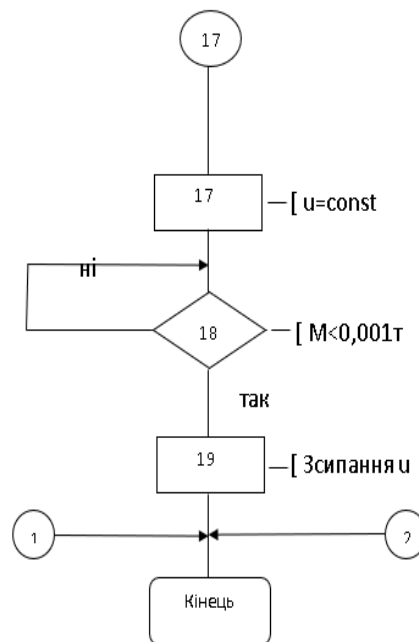 17
17
[ u=const
ні
18
[ M<0,001т
так
19
[ Зсипання u
1
2
Кінець